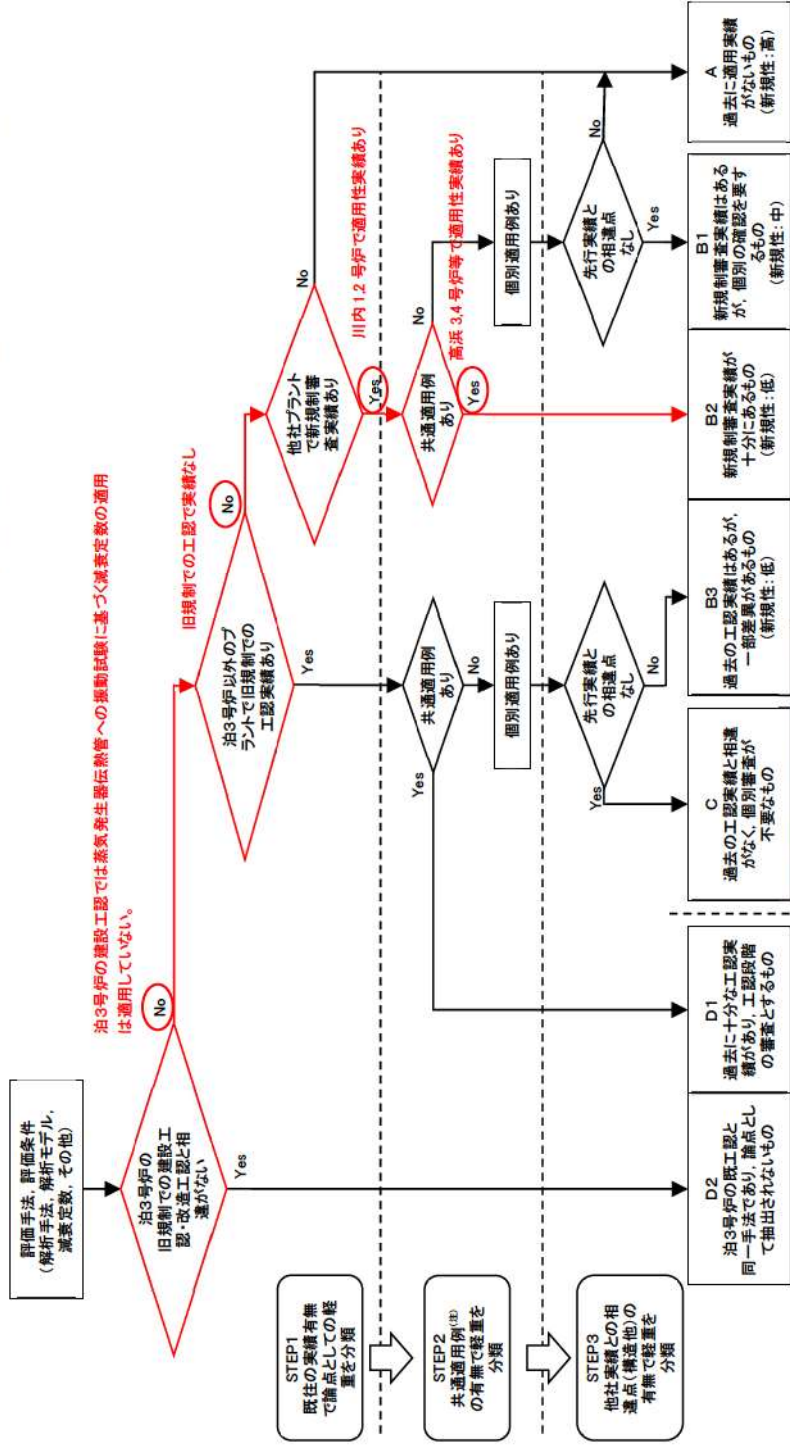 評価手法，評価条件
（解析手法，解析モデル，
減衰定数，その他）
泊3号炉の
旧規制での建設工
認・改造工認と相
違がない
No
Yes
泊3号炉の建設工認では蒸気発生器伝熱管への振動試験に基づく減衰定数の適用
は適用していない。
泊3号炉以外のプ
ラントで旧規制での
工認実績あり
No
Yes
旧規制での工認で実績なし
他社プラント
で新規制審
査実績あり
No
Yes
川内 1,2 号炉で適用性実績あり
STEP1
既往の実績有無
で論点としての軽
重を分類
STEP2
共通適用例(注)
の有無で軽重を
分類
STEP3
他社実績との相
違点(構造他)の
有無で軽重を
分類
共通適用例
あり
Yes
No
個別適用例あり
先行実績と
の相違点
なし
Yes
No
共通適用例
あり
Yes
No
高浜 3,4 号炉等で適用性実績あり
個別適用例あり
先行実績と
の相違点
なし
No
Yes
D2
泊3号炉の既工認と
同一手法であり，論点とし
て抽出されないもの
D1
過去に十分な工認実
績があり，工認段階
の審査とするもの
C
過去の工認実績と相違
がなく，個別審査が
不要なもの
B3
過去の工認実績はあるが，
一部差異があるもの
（新規性：低）
B2
新規制審査実績が
十分にあるもの
（新規性：低）
B1
新規制審査実績はある
が，個別の確認を要す
るもの
（新規性：中）
A
過去に適用実績
がないもの
（新規性：高）